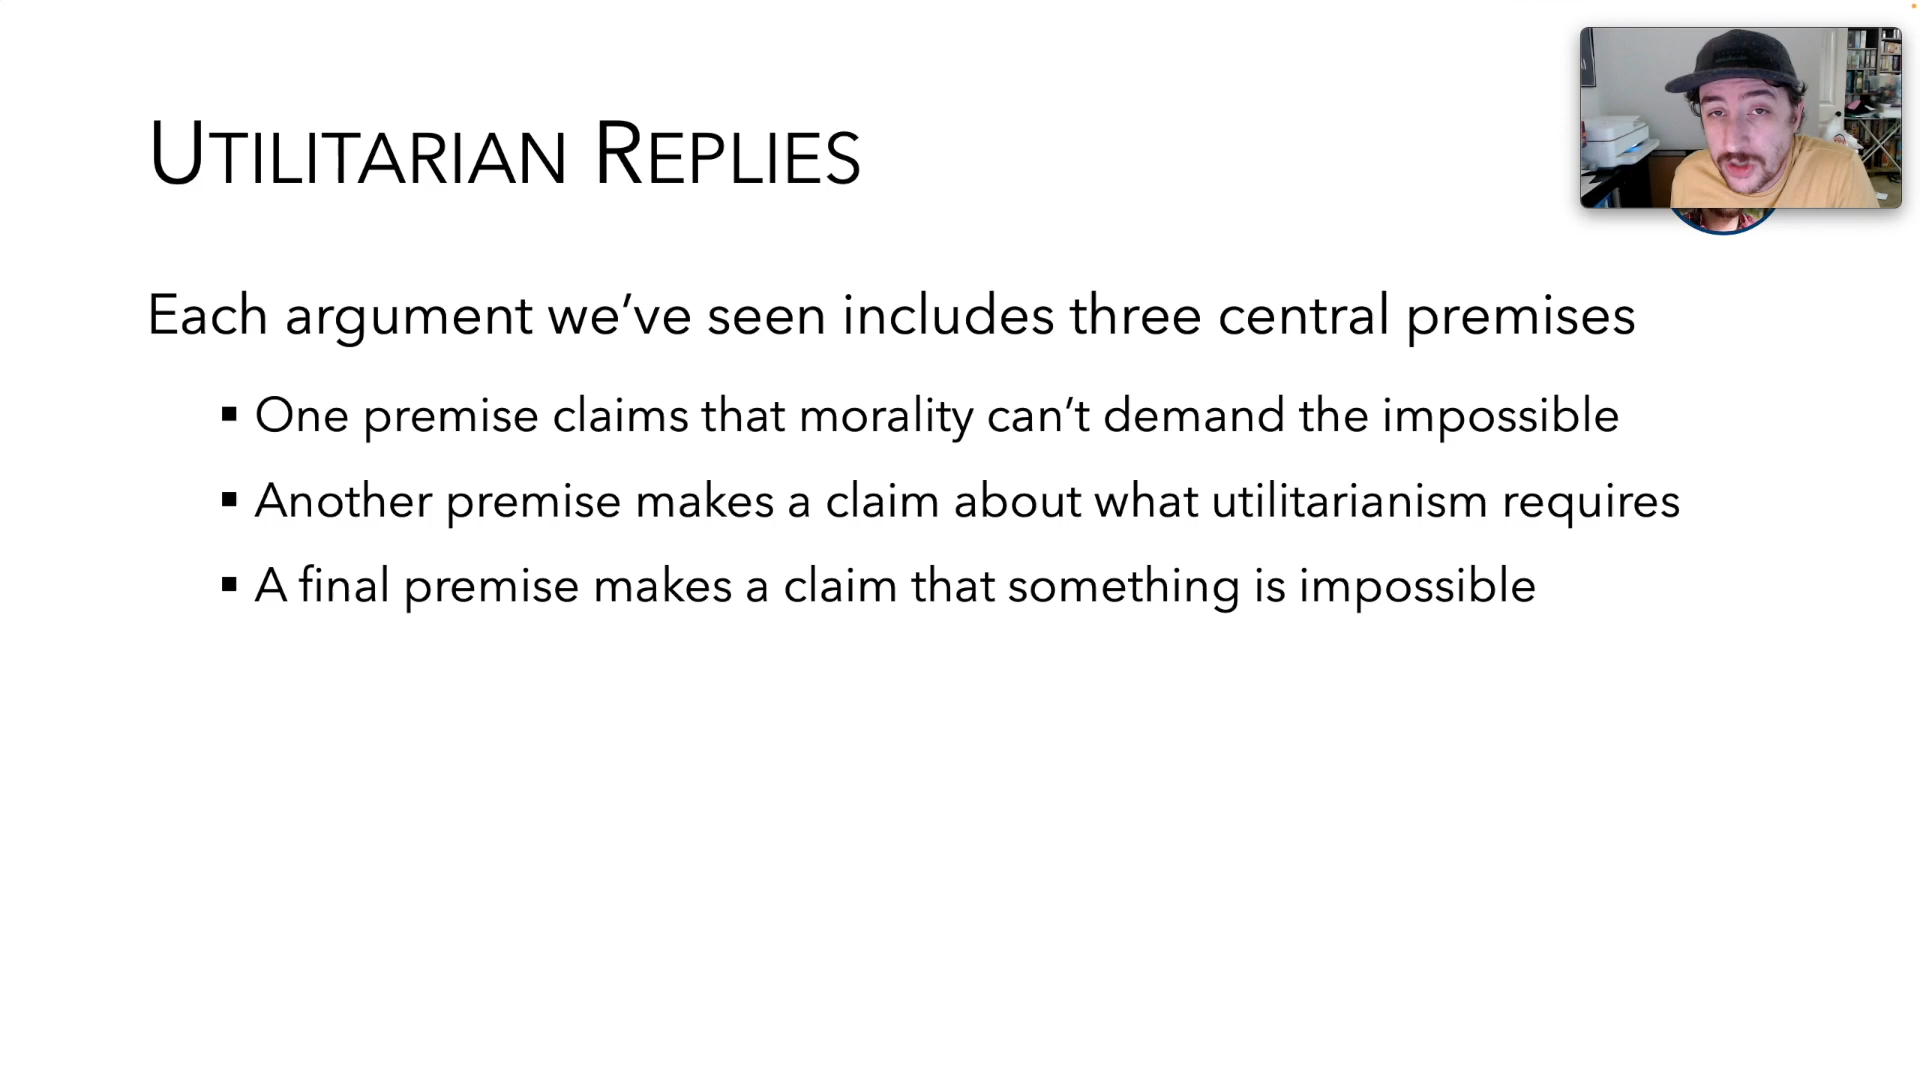 UTILITARIAN REPLIES
Each argument we’ve seen includes three central premises
▪ One premise claims that morality can’t demand the impossible
▪ Another premise makes a claim about what utilitarianism requires
▪ A final premise makes a claim that something is impossible